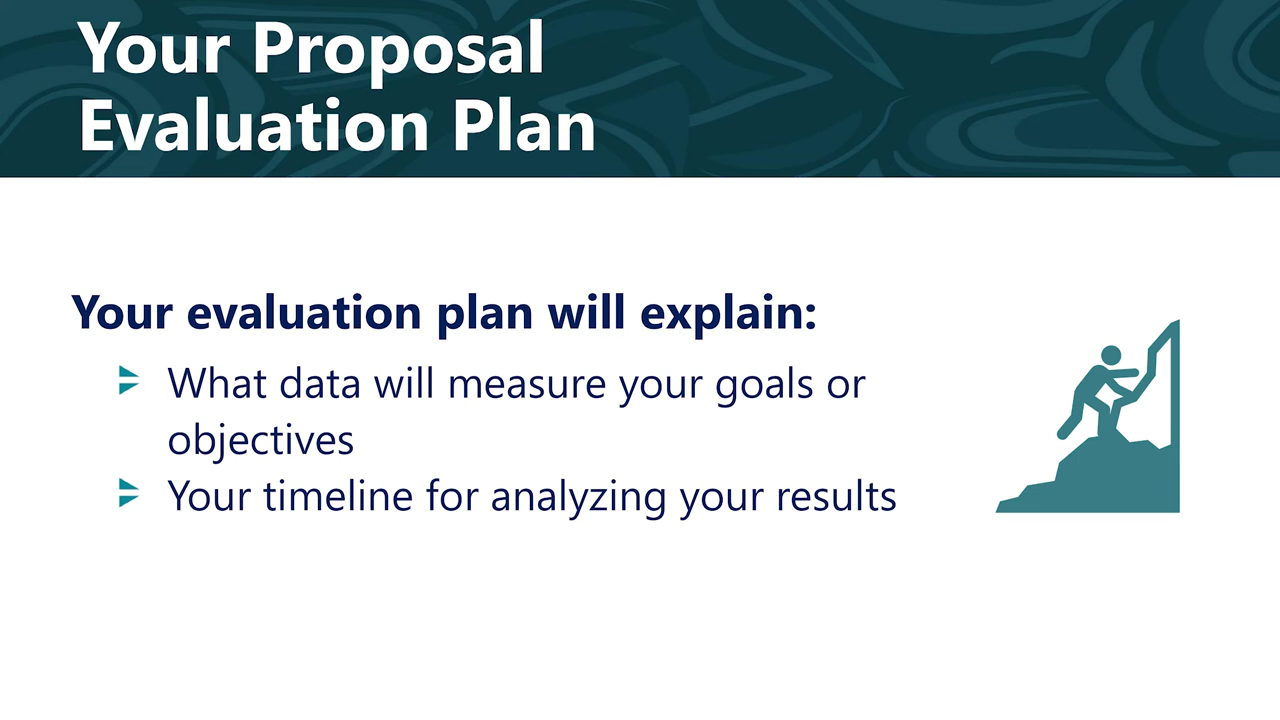 Your Proposal
Evaluation Plan
Your evaluation plan will explain:
What data will measure your goals or
objectives
Your timeline for analyzing your results